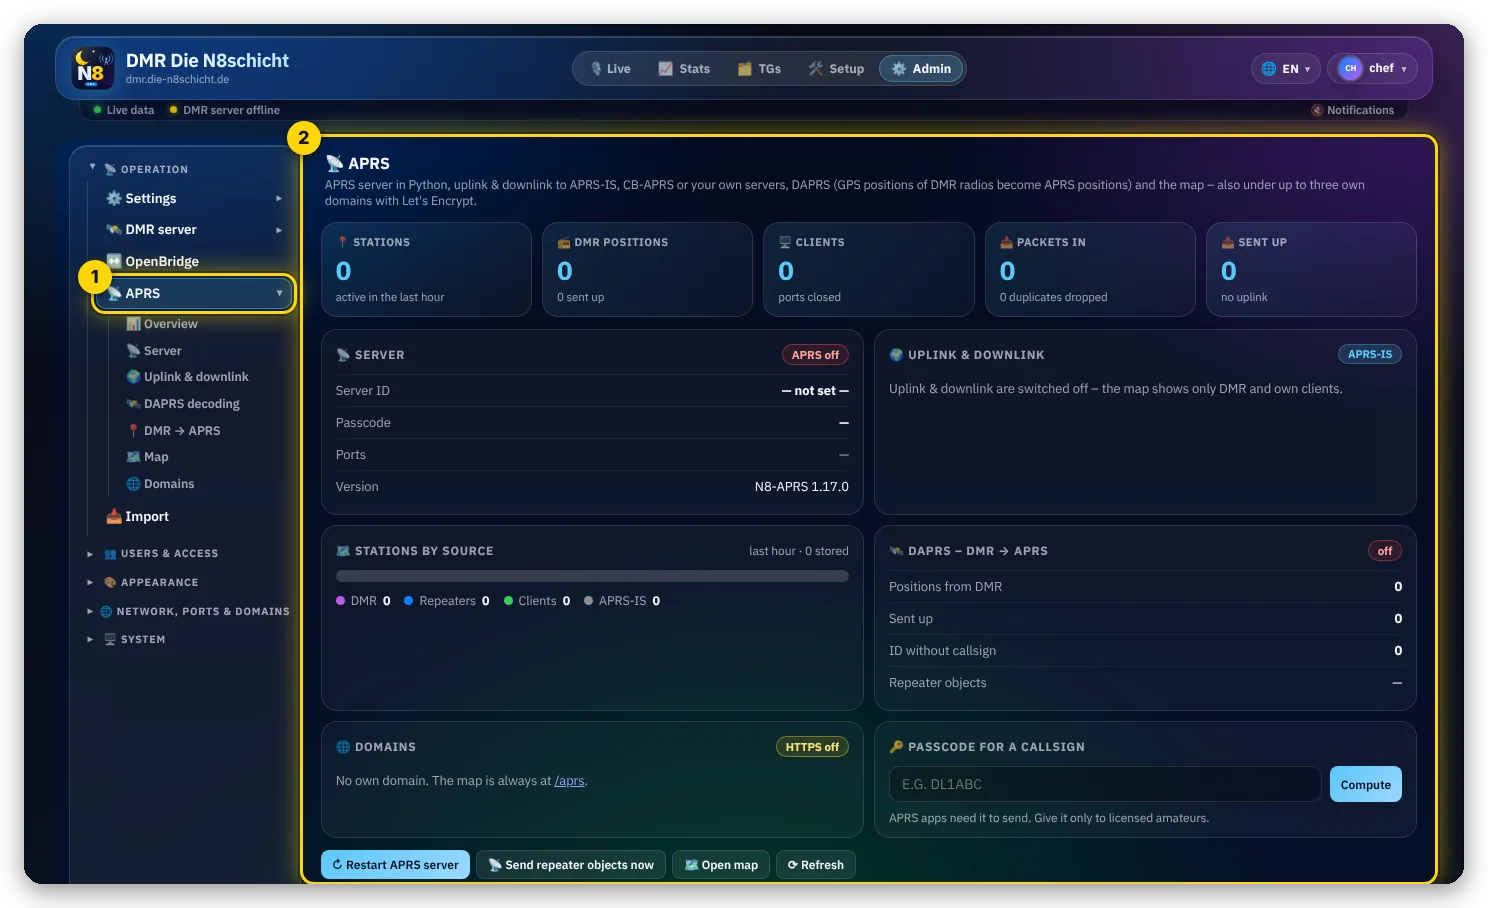 DMR Die N8schicht
dmr.die-n8schicht.de
N8
Live
Stats
TGs
Setup
Admin
EN
CH
chef
Live data
DMR server offline
Notifications
1
2
OPERATION
Settings
DMR server
OpenBridge
APRS
Overview
Server
Uplink & downlink
DAPRS decoding
DMR → APRS
Map
Domains
Import
USERS & ACCESS
APPEARANCE
NETWORK, PORTS & DOMAINS
SYSTEM
APRS
APRS server in Python, uplink & downlink to APRS-IS, CB-APRS or your own servers, DAPRS (GPS positions of DMR radios become APRS positions) and the map – also under up to three own
domains with Let's Encrypt.
STATIONS
0
active in the last hour
DMR POSITIONS
0
0 sent up
CLIENTS
0
ports closed
PACKETS IN
0
0 duplicates dropped
SENT UP
0
no uplink
SERVER
APRS off
Server ID — not set —
Passcode —
Ports —
Version N8-APRS 1.17.0
UPLINK & DOWNLINK
APRS-IS
Uplink & downlink are switched off – the map shows only DMR and own clients.
STATIONS BY SOURCE
last hour · 0 stored
DMR 0 Repeaters 0 Clients 0 APRS-IS 0
DAPRS – DMR → APRS
off
Positions from DMR 0
Sent up 0
ID without callsign 0
Repeater objects —
DOMAINS
HTTPS off
No own domain. The map is always at /aprs.
PASSCODE FOR A CALLSIGN
E.G. DL1ABC
Compute
APRS apps need it to send. Give it only to licensed amateurs.
Restart APRS server
Send repeater objects now
Open map
Refresh